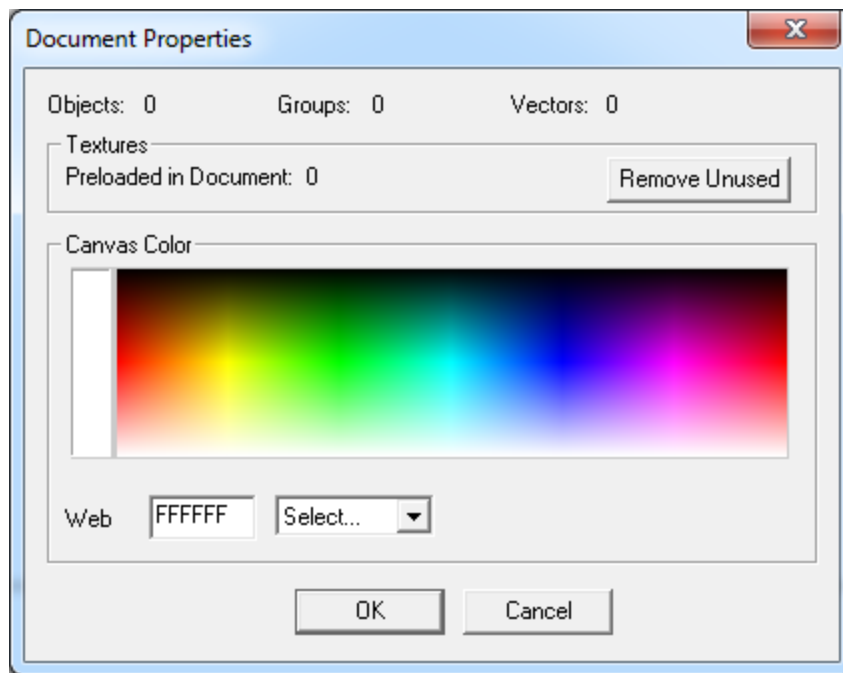 Document Properties
Objects: 0 Groups: 0 Vectors: 0
Textures
Preloaded in Document: 0 Remove Unused
Canvas Color
Web FFFFFF Select...
OK Cancel